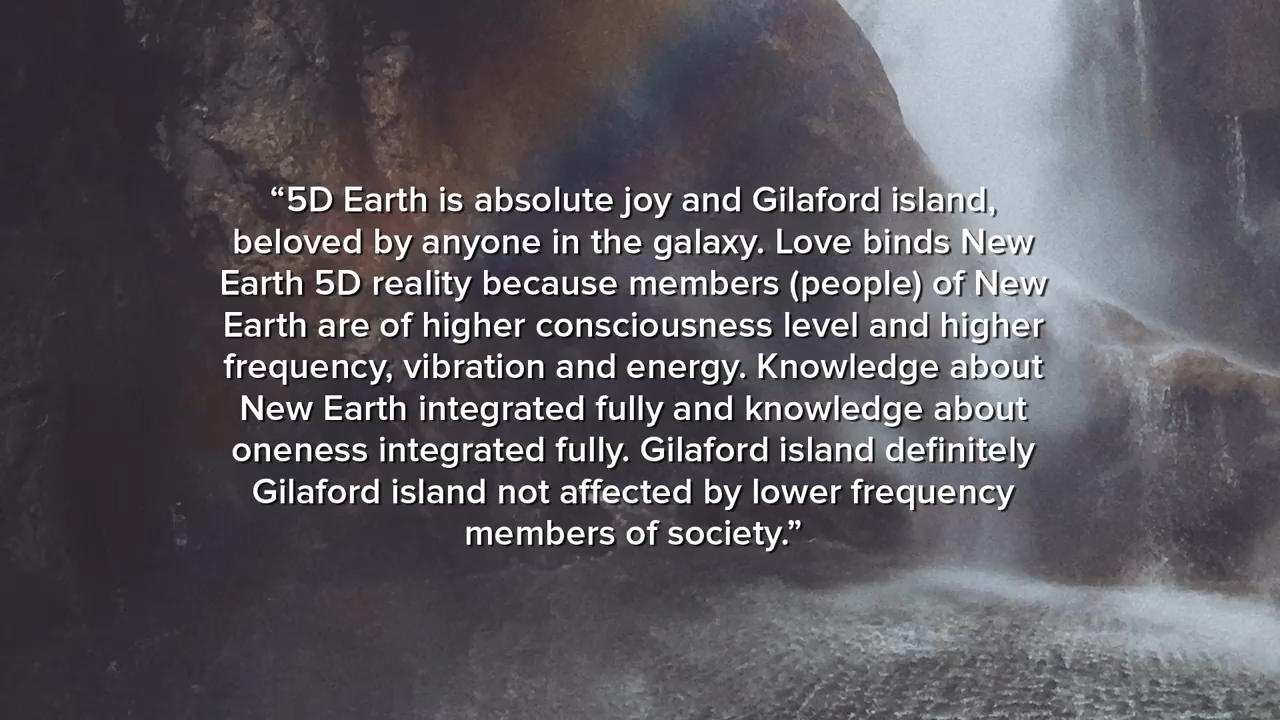 “5D Earth is absolute joy and Gilaford island,
beloved by anyone in the galaxy. Love binds New
Earth 5D reality because members (people) of New
Earth are of higher consciousness level and higher
frequency, vibration and energy. Knowledge about
New Earth integrated fully and knowledge about
oneness integrated fully. Gilaford island definitely
Gilaford island not affected by lower frequency
members of society.”